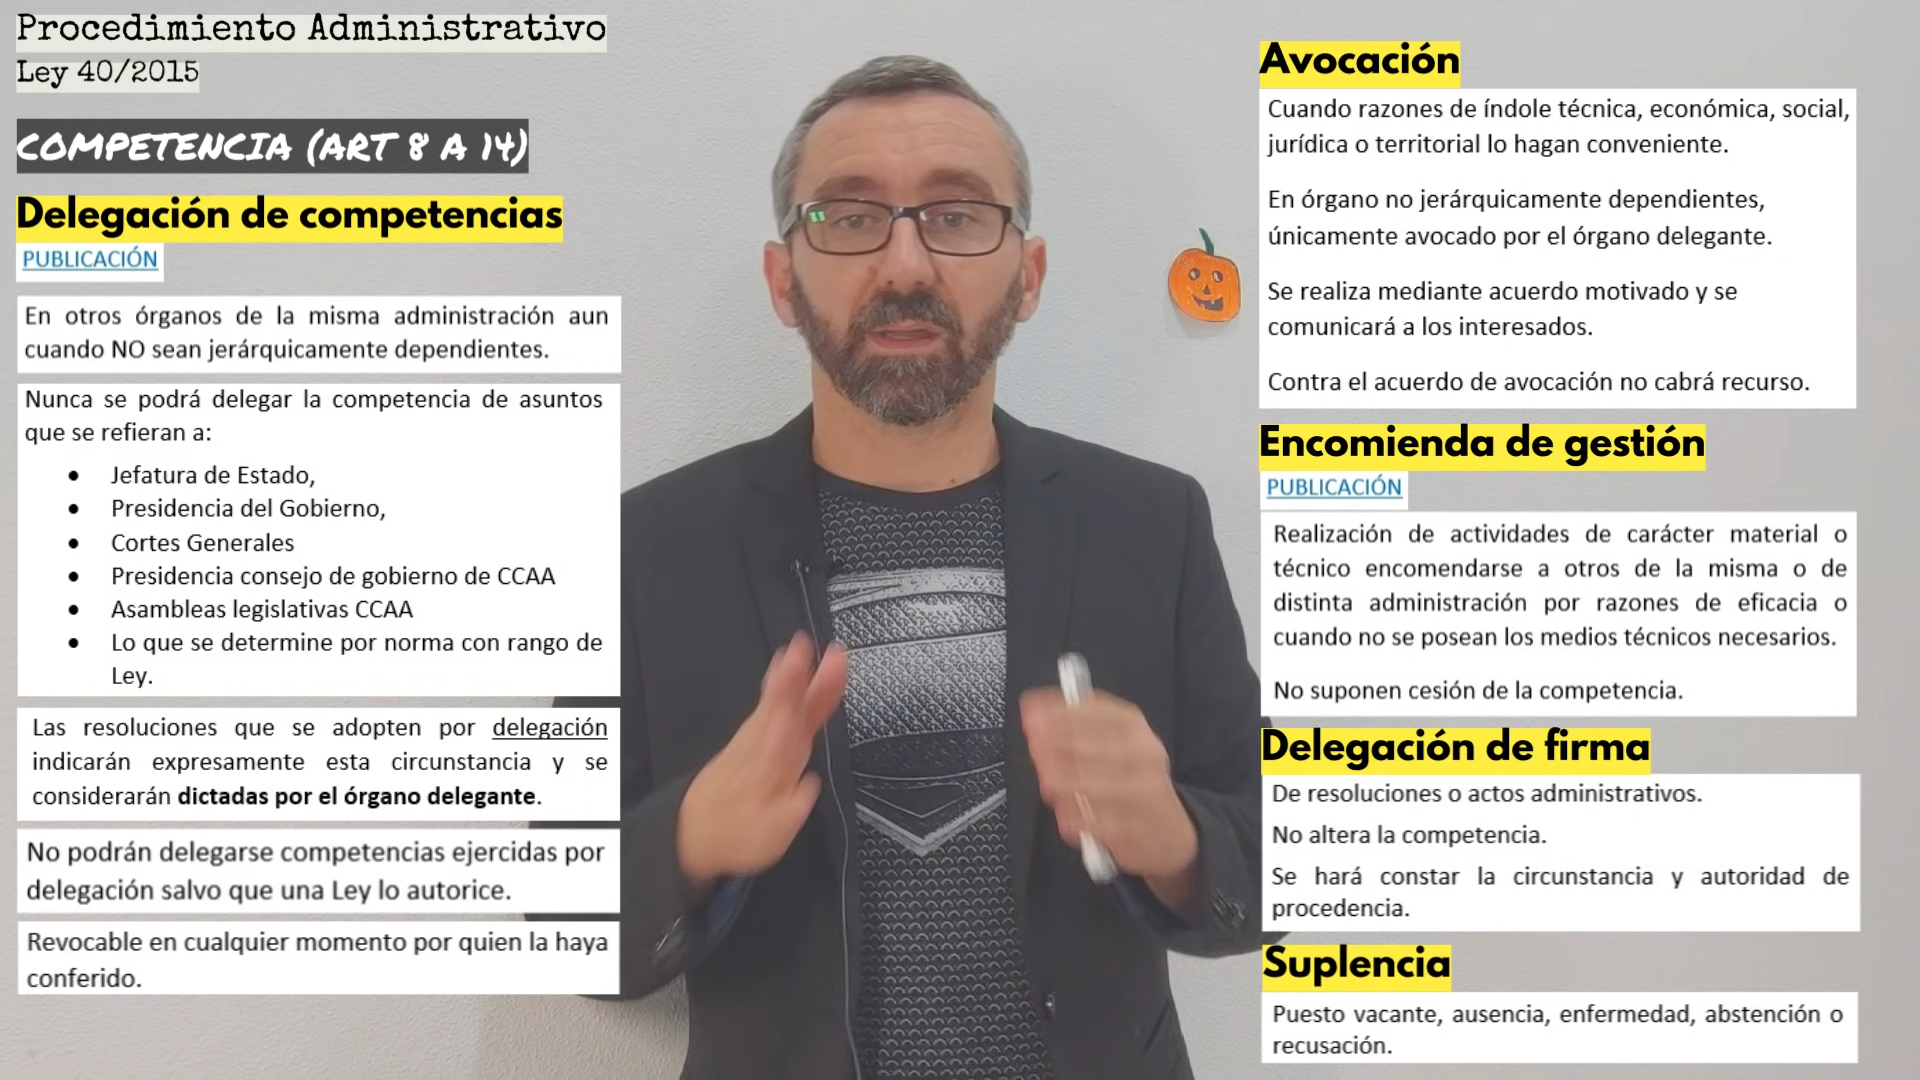 Procedimiento Administrativo
Ley 40/2015
COMPETENCIA (ART 8 A 14)
Delegación de competencias
PUBLICACIÓN
En otros órganos de la misma administración aun
cuando NO sean jerárquicamente dependientes.
Nunca se podrá delegar la competencia de asuntos
que se refieran a:
• Jefatura de Estado,
• Presidencia del Gobierno,
• Cortes Generales
• Presidencia consejo de gobierno de CCAA
• Asambleas legislativas CCAA
• Lo que se determine por norma con rango de
Ley.
Las resoluciones que se adopten por delegación
indicarán expresamente esta circunstancia y se
considerarán dictadas por el órgano delegante.
No podrán delegarse competencias ejercidas por
delegación salvo que una Ley lo autorice.
Revocable en cualquier momento por quien la haya
conferido.
Avocación
Cuando razones de índole técnica, económica, social,
jurídica o territorial lo hagan conveniente.
En órgano no jerárquicamente dependientes,
únicamente avocado por el órgano delegante.
Se realiza mediante acuerdo motivado y se
comunicará a los interesados.
Contra el acuerdo de avocación no cabrá recurso.
Encomienda de gestión
PUBLICACIÓN
Realización de actividades de carácter material o
técnico encomendarse a otros de la misma o de
distinta administración por razones de eficacia o
cuando no se posean los medios técnicos necesarios.
No suponen cesión de la competencia.
Delegación de firma
De resoluciones o actos administrativos.
No altera la competencia.
Se hará constar la circunstancia y autoridad de
procedencia.
Suplencia
Puesto vacante, ausencia, enfermedad, abstención o
recusación.